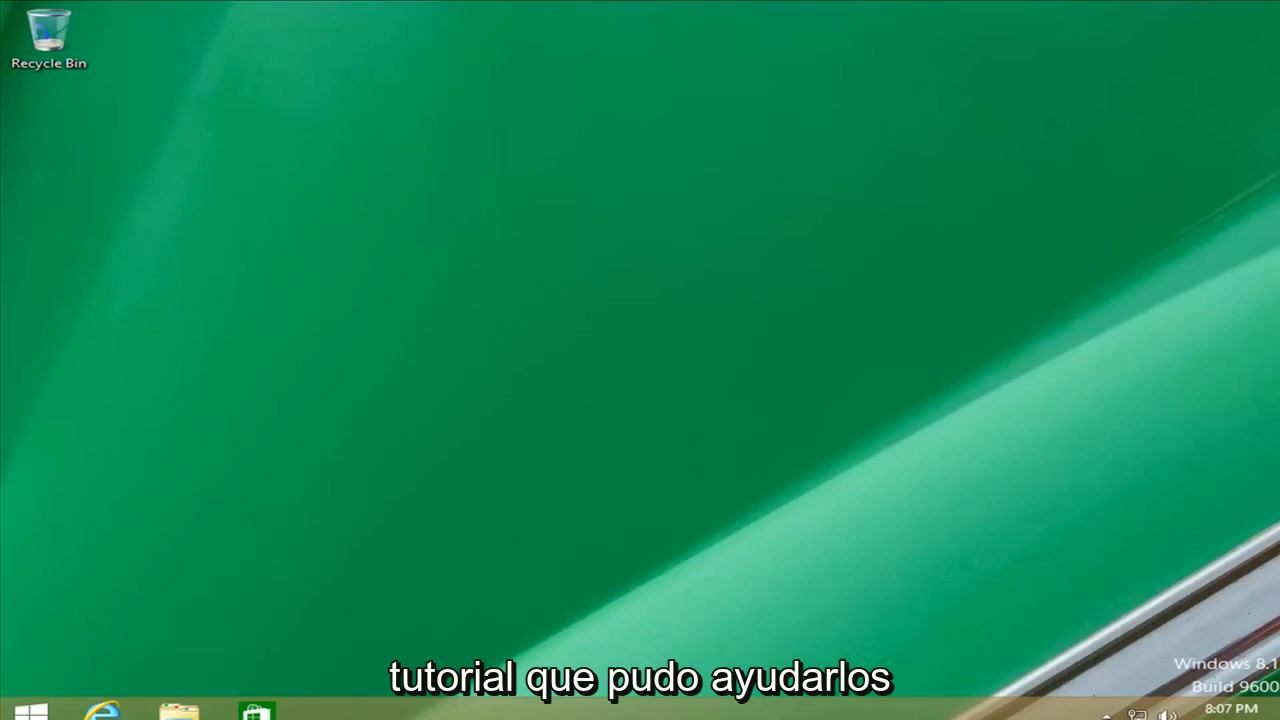 Recycle Bin
tutorial que pudo ayudarlos
Windows 8.1
Build 9600
8:07 PM